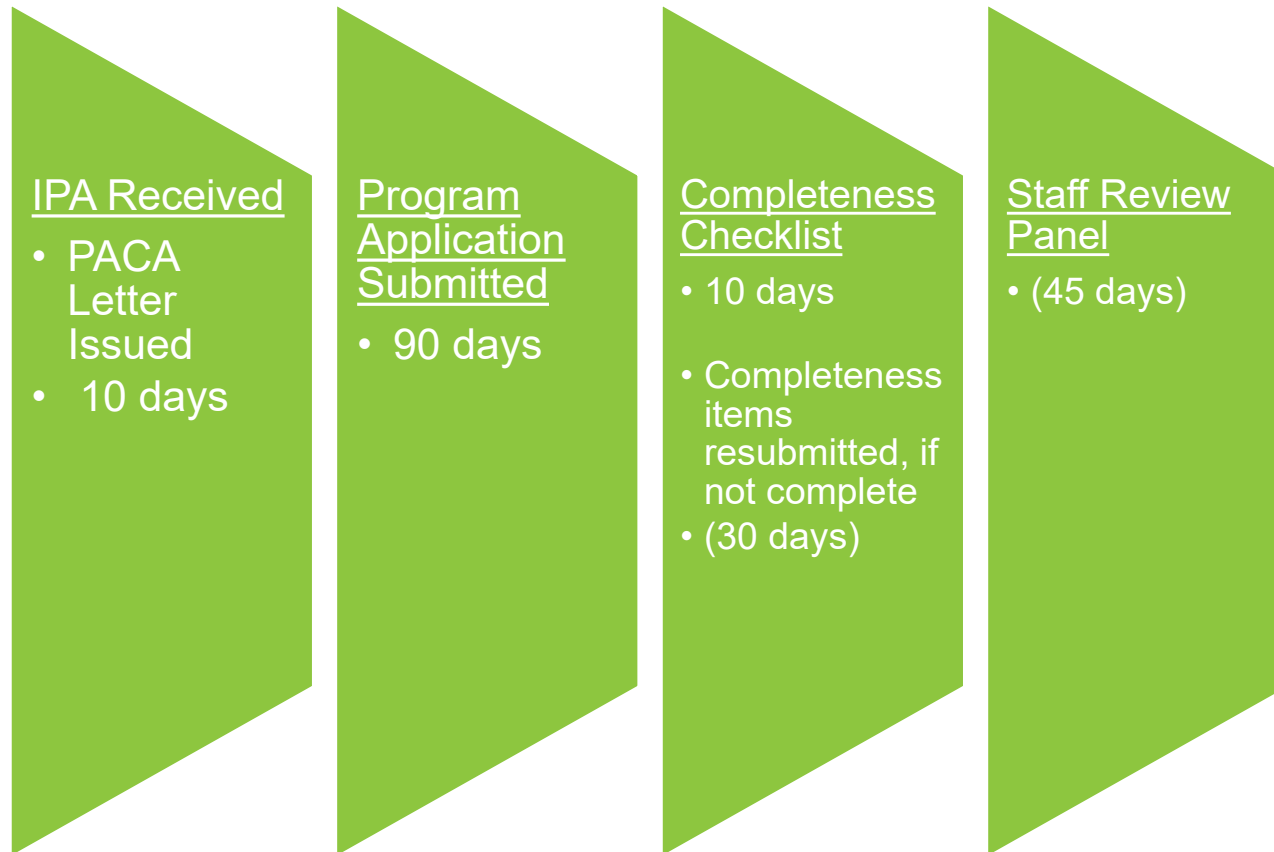 IPA Received
• PACA
Letter
Issued
• 10 days
Program
Application
Submitted
• 90 days
Completeness
Checklist
• 10 days
• Completeness
items
resubmitted, if
not complete
• (30 days)
Staff Review
Panel
• (45 days)